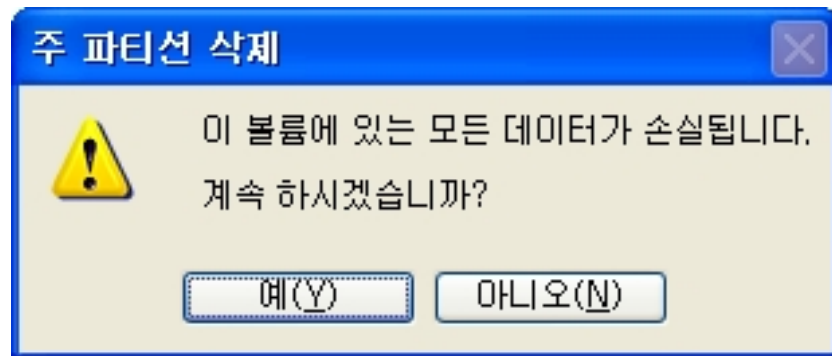 주 파티션 삭제
이 볼륨에 있는 모든 데이터가 손실됩니다.
계속 하시겠습니까?
예(Y) 아니오(N)